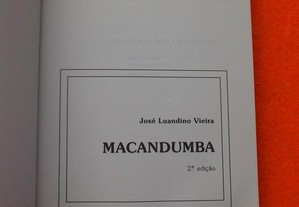 José Luandino Vieira
MACANDUMBA
2ª edição